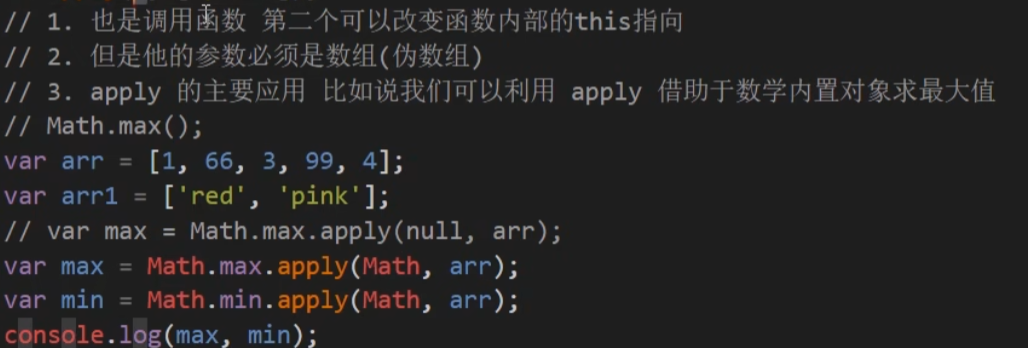 // 1. 也是调用函数 第二个可以改变函数内部的this指向
// 2. 但是他的参数必须是数组(伪数组)
// 3. apply 的主要应用 比如说我们可以利用 apply 借助于数学内置对象求最大值
// Math.max();
var arr = [1, 66, 3, 99, 4];
var arr1 = ['red', 'pink'];
// var max = Math.max.apply(null, arr);
var max = Math.max.apply(Math, arr);
var min = Math.min.apply(Math, arr);
console.log(max, min);